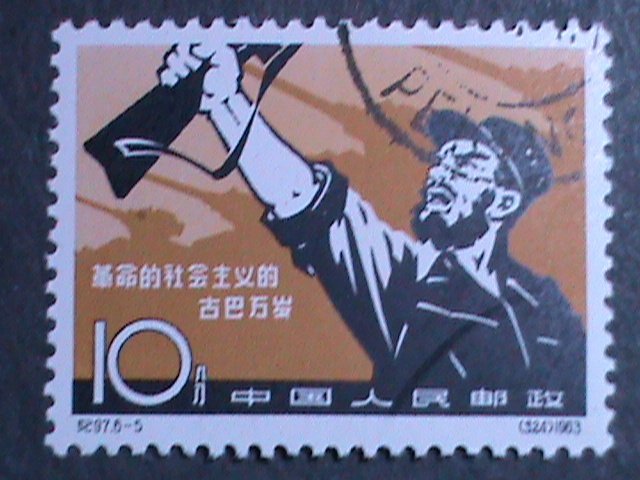 革命的社会主义的
古巴万岁
10分 中国人民邮政
纪97.6-5 (324)1963